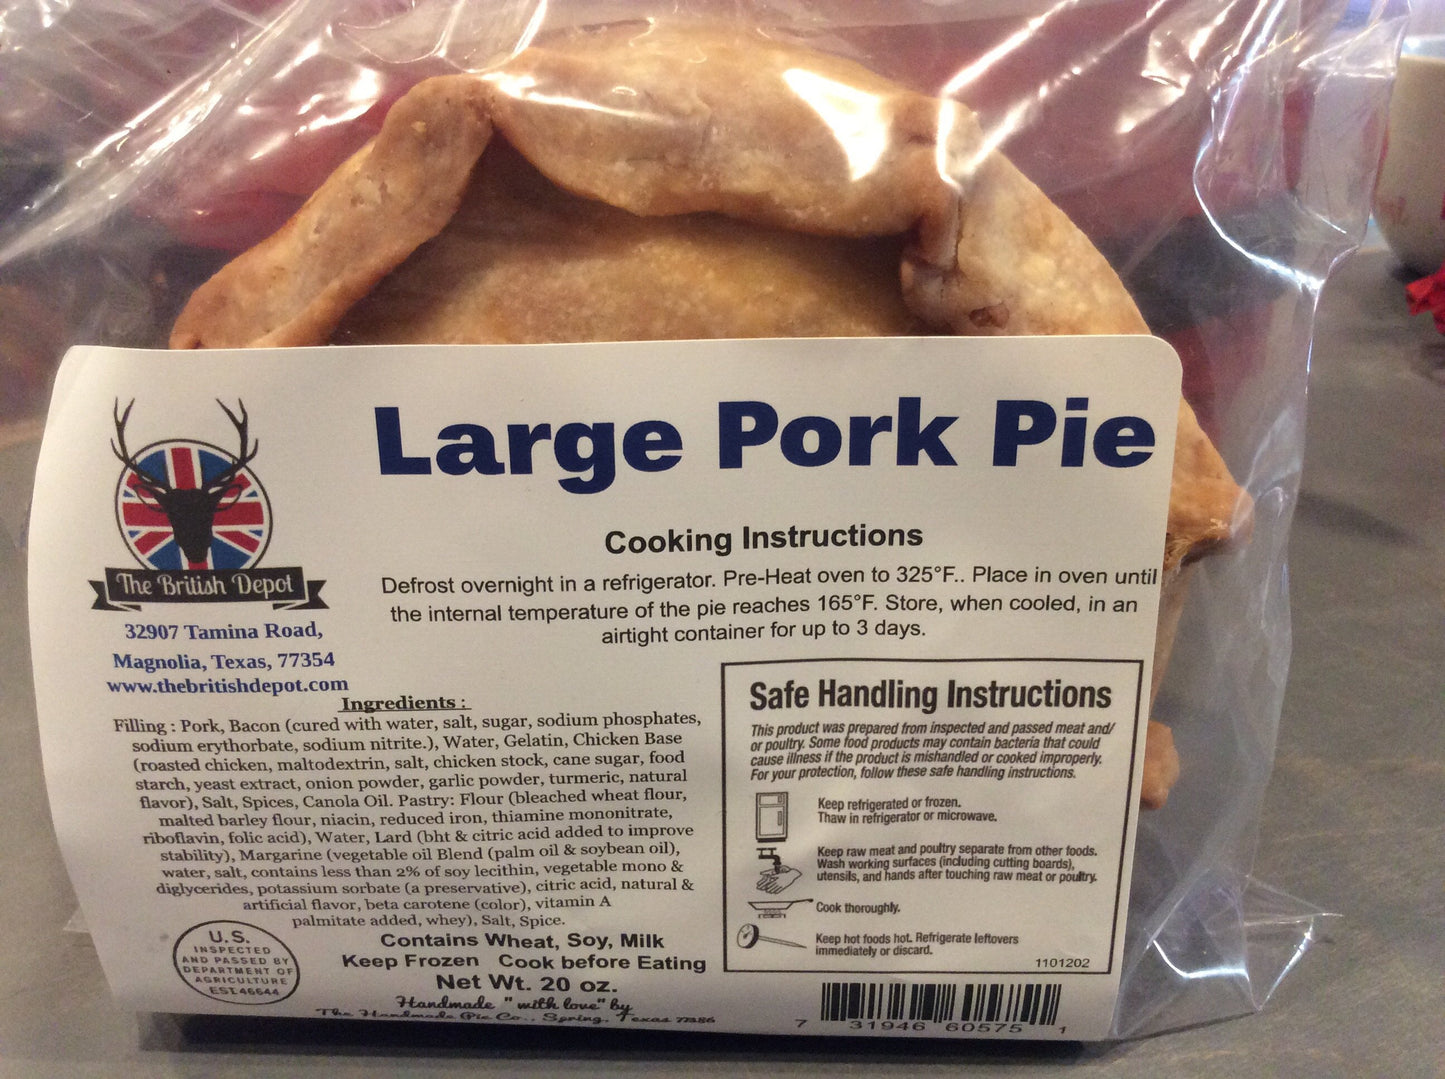 Large Pork Pie
The British Depot
32907 Tamina Road,
Magnolia, Texas, 77354
www.thebritishdepot.com
Cooking Instructions
Defrost overnight in a refrigerator. Pre-Heat oven to 325°F.. Place in oven until
the internal temperature of the pie reaches 165°F. Store, when cooled, in an
airtight container for up to 3 days.
Ingredients :
Filling : Pork, Bacon (cured with water, salt, sugar, sodium phosphates,
sodium erythorbate, sodium nitrite.), Water, Gelatin, Chicken Base
(roasted chicken, maltodextrin, salt, chicken stock, cane sugar, food
starch, yeast extract, onion powder, garlic powder, turmeric, natural
flavor), Salt, Spices, Canola Oil. Pastry: Flour (bleached wheat flour,
malted barley flour, niacin, reduced iron, thiamine mononitrate,
riboflavin, folic acid), Water, Lard (bht & citric acid added to improve
stability), Margarine (vegetable oil Blend (palm oil & soybean oil),
water, salt, contains less than 2% of soy lecithin, vegetable mono &
diglycerides, potassium sorbate (a preservative), citric acid, natural &
artificial flavor, beta carotene (color), vitamin A
palmitate added, whey), Salt, Spice.
Contains Wheat, Soy, Milk
Keep Frozen Cook before Eating
Net Wt. 20 oz.
Handmade "with love" by
The Handmade Pie Co., Spring, Texas 77386
U.S.
INSPECTED
AND PASSED BY
DEPARTMENT OF
AGRICULTURE
EST.46644
Safe Handling Instructions
This product was prepared from inspected and passed meat and/
or poultry. Some food products may contain bacteria that could
cause illness if the product is mishandled or cooked improperly.
For your protection, follow these safe handling instructions.
Keep refrigerated or frozen.
Thaw in refrigerator or microwave.
Keep raw meat and poultry separate from other foods.
Wash working surfaces (including cutting boards),
utensils, and hands after touching raw meat or poultry.
Cook thoroughly.
Keep hot foods hot. Refrigerate leftovers
immediately or discard.
1101202
7 31946 60575 1